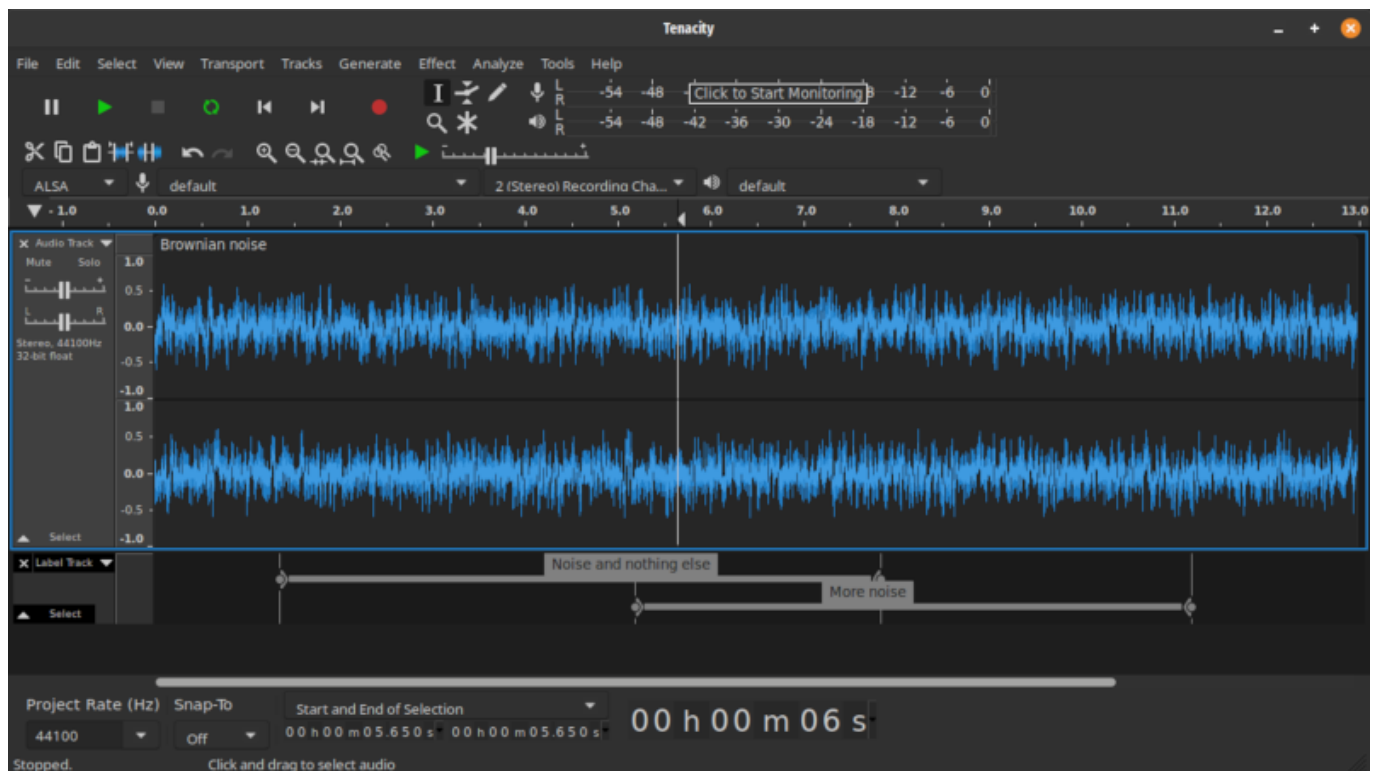 Tenacity
File Edit Select View Transport Tracks Generate Effect Analyze Tools Help
L
R
-54 -48 - Click to Start Monitoring 8 -12 -6 0
L
R
-54 -48 -42 -36 -30 -24 -18 -12 -6 0
ALSA default 2 (Stereo) Recording Cha... default
- 1.0 0.0 1.0 2.0 3.0 4.0 5.0 6.0 7.0 8.0 9.0 10.0 11.0 12.0 13.0
Audio Track Brownian noise
Mute Solo 1.0
- + 0.5
L R 0.0
Stereo, 44100Hz
32-bit float -0.5
-1.0
1.0
0.5
0.0
-0.5
Select -1.0
Label Track Noise and nothing else
More noise
Select
Project Rate (Hz) Snap-To Start and End of Selection
44100 Off 00 h 00 m 05.650 s 00 h 00 m 05.650 s 00 h 00 m 06 s
Stopped. Click and drag to select audio